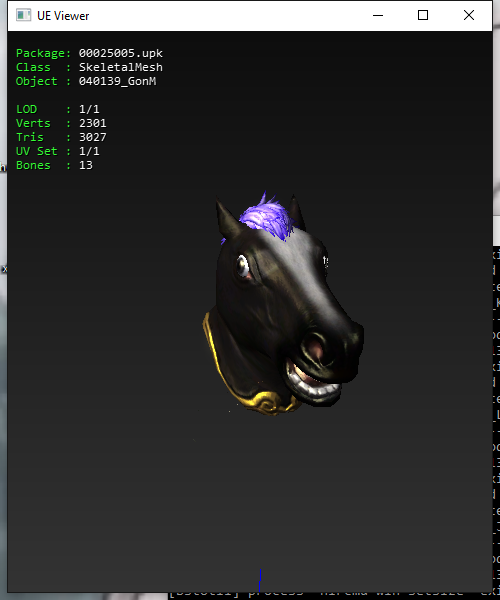 UE Viewer
Package: 00025005.upk
Class : SkeletalMesh
Object : 040139_GonM
LOD : 1/1
Verts : 2301
Tris : 3027
UV Set : 1/1
Bones : 13